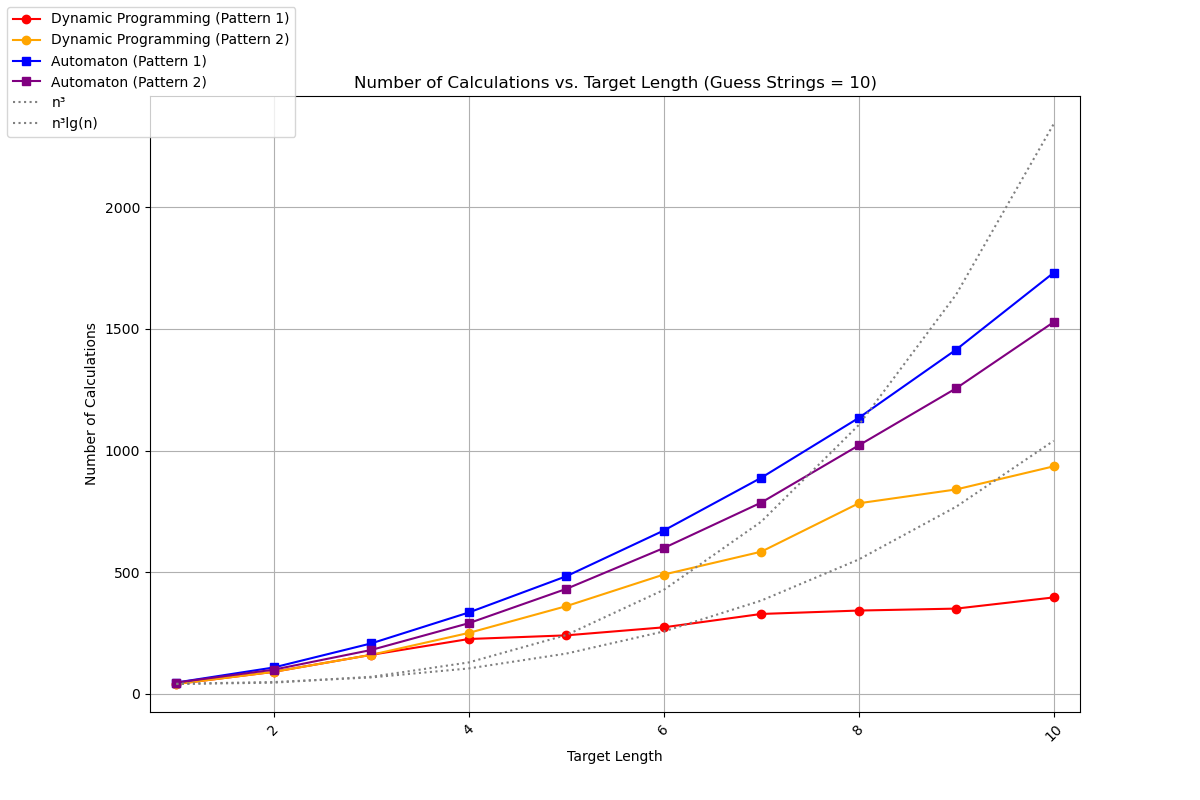 Dynamic Programming (Pattern 1)
Dynamic Programming (Pattern 2)
Automaton (Pattern 1)
Automaton (Pattern 2)
n³
n³lg(n)
Number of Calculations vs. Target Length (Guess Strings = 10)
2000
1500
1000
500
0
Number of Calculations
2
4
6
8
10
Target Length